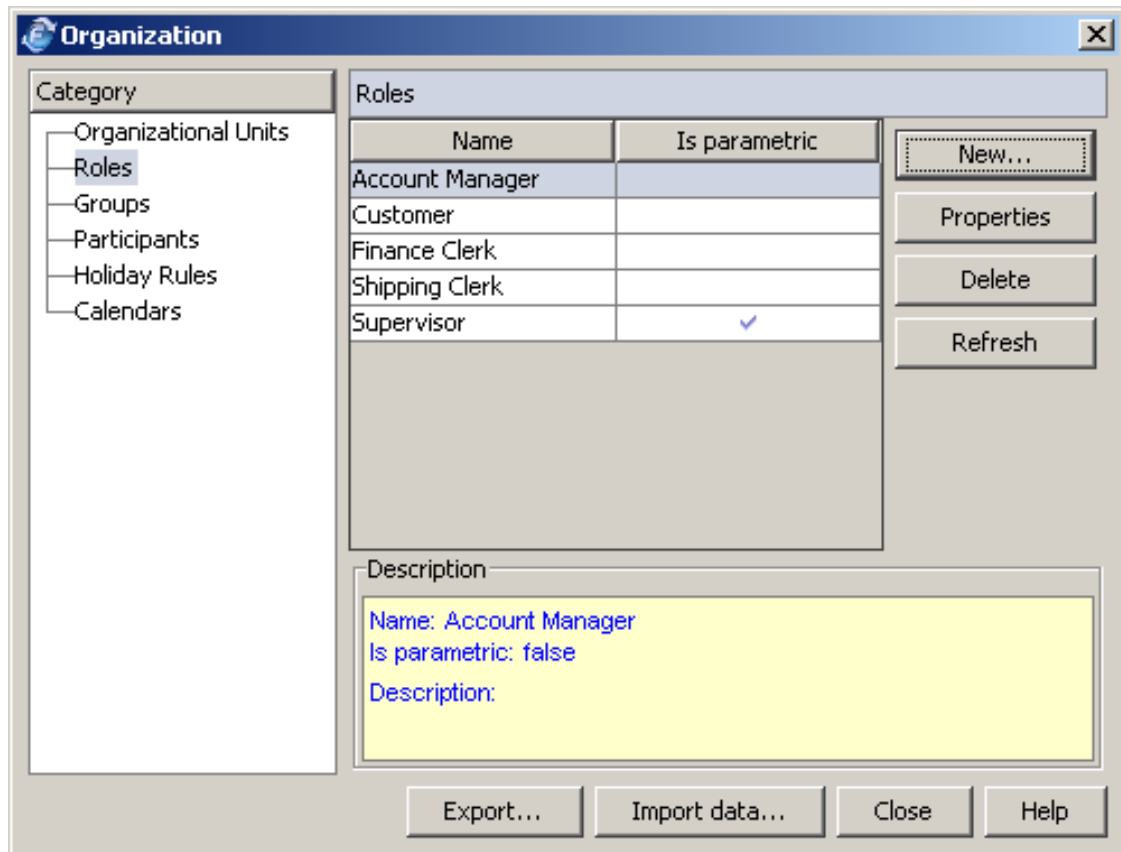 Organization
Category
Organizational Units
Roles
Groups
Participants
Holiday Rules
Calendars
Roles
Name Is parametric
Account Manager
Customer
Finance Clerk
Shipping Clerk
Supervisor
New...
Properties
Delete
Refresh
Description
Name: Account Manager
Is parametric: false
Description:
Export... Import data... Close Help